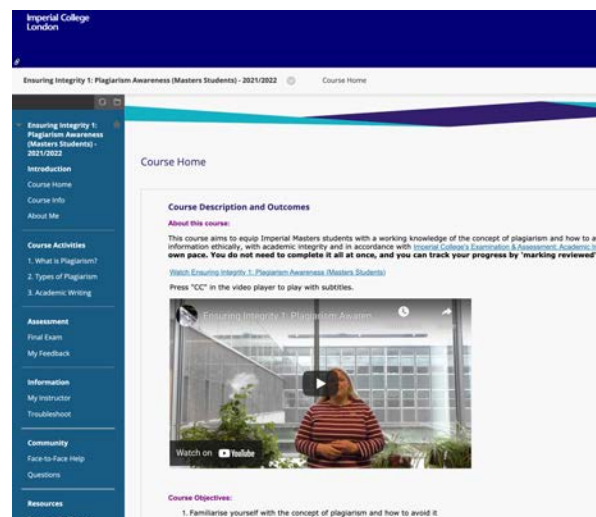 Imperial College
London
Ensuring Integrity 1: Plagiarism Awareness (Masters Students) - 2021/2022
Course Home
Ensuring Integrity 1:
Plagiarism Awareness
(Masters Students) -
2021/2022
Introduction
Course Home
Course Info
About Me
Course Activities
1. What is Plagiarism?
2. Types of Plagiarism
3. Academic Writing
Assessment
Final Exam
My Feedback
Information
My Instructor
Troubleshoot
Community
Face-to-Face Help
Questions
Resources
Course Home
Course Description and Outcomes
About this course:
This course aims to equip Imperial Masters students with a working knowledge of the concept of plagiarism and how to a
information ethically, with academic integrity and in accordance with Imperial College's Examination & Assessment: Academic In
own pace. You do not need to complete it all at once, and you can track your progress by 'marking reviewed'
Watch Ensuring Integrity 1: Plagiarism Awareness (Masters Students)
Press "CC" in the video player to play with subtitles.
Ensuring Integrity 1: Plagiarism Awaren...
Watch on YouTube
Course Objectives:
1. Familiarise yourself with the concept of plagiarism and how to avoid it